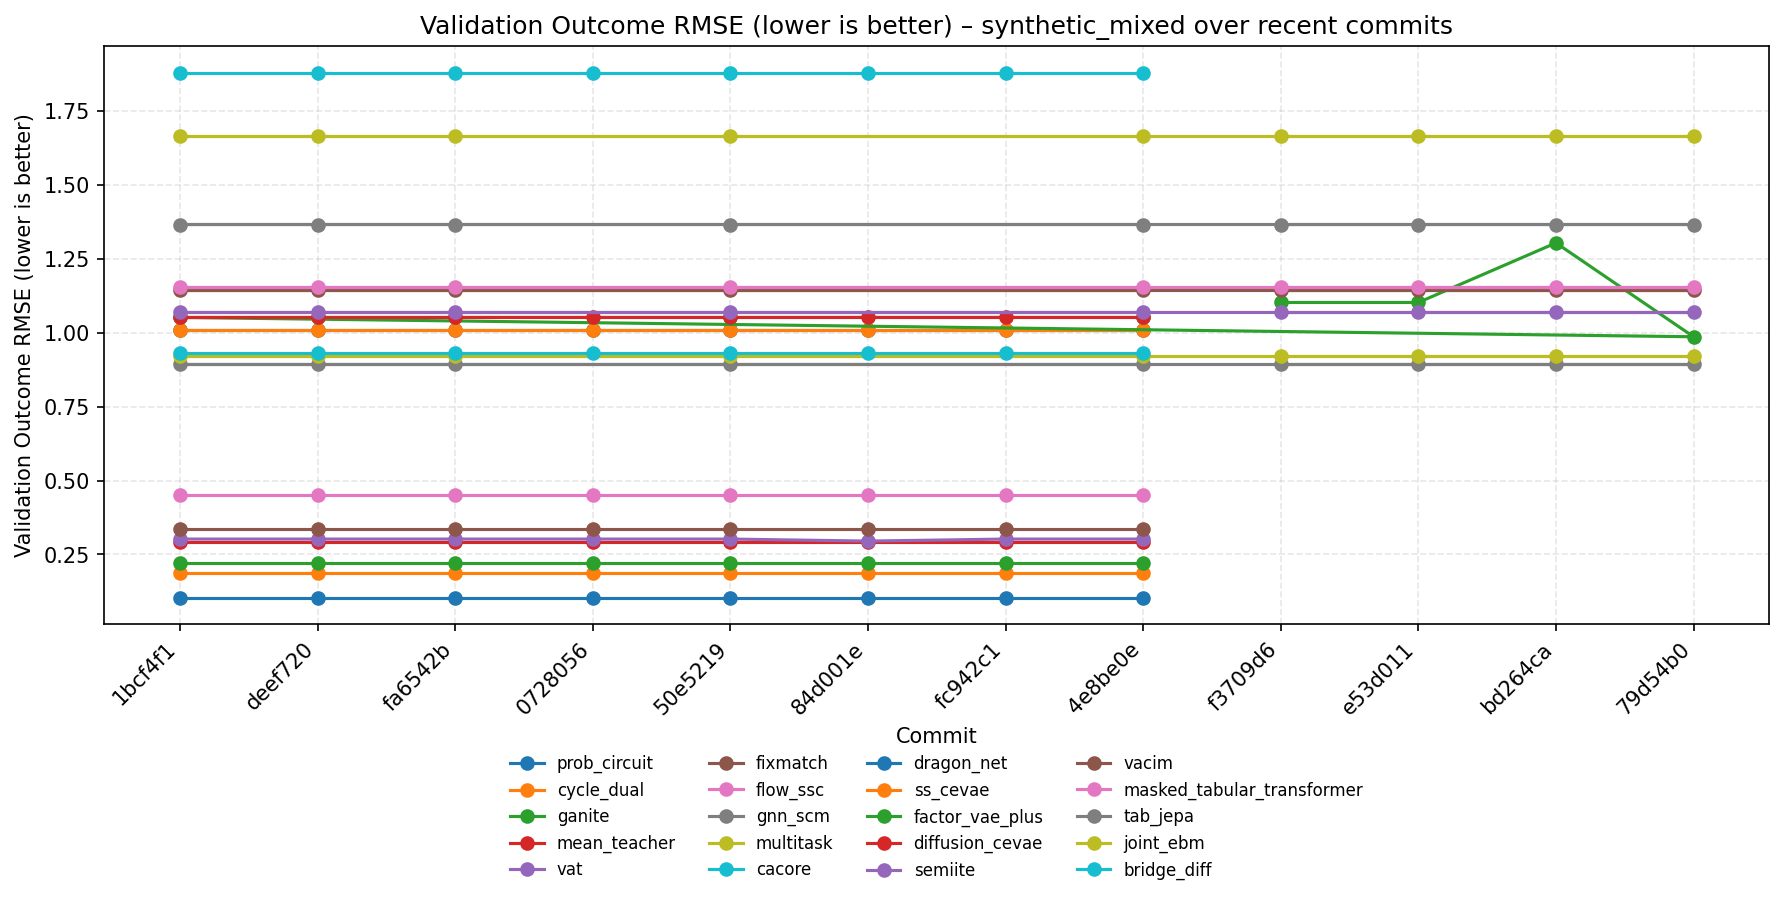 Validation Outcome RMSE (lower is better) – synthetic_mixed over recent commits
Validation Outcome RMSE (lower is better)
1.75
1.50
1.25
1.00
0.75
0.50
0.25
1bcf4f1
deef720
fa6542b
0728056
50e5219
84d001e
fc942c1
4e8be0e
f3709d6
e53d011
bd264ca
79d54b0
Commit
prob_circuit
cycle_dual
ganite
mean_teacher
vat
fixmatch
flow_ssc
gnn_scm
multitask
cacore
dragon_net
ss_cevae
factor_vae_plus
diffusion_cevae
semiite
vacim
masked_tabular_transformer
tab_jepa
joint_ebm
bridge_diff